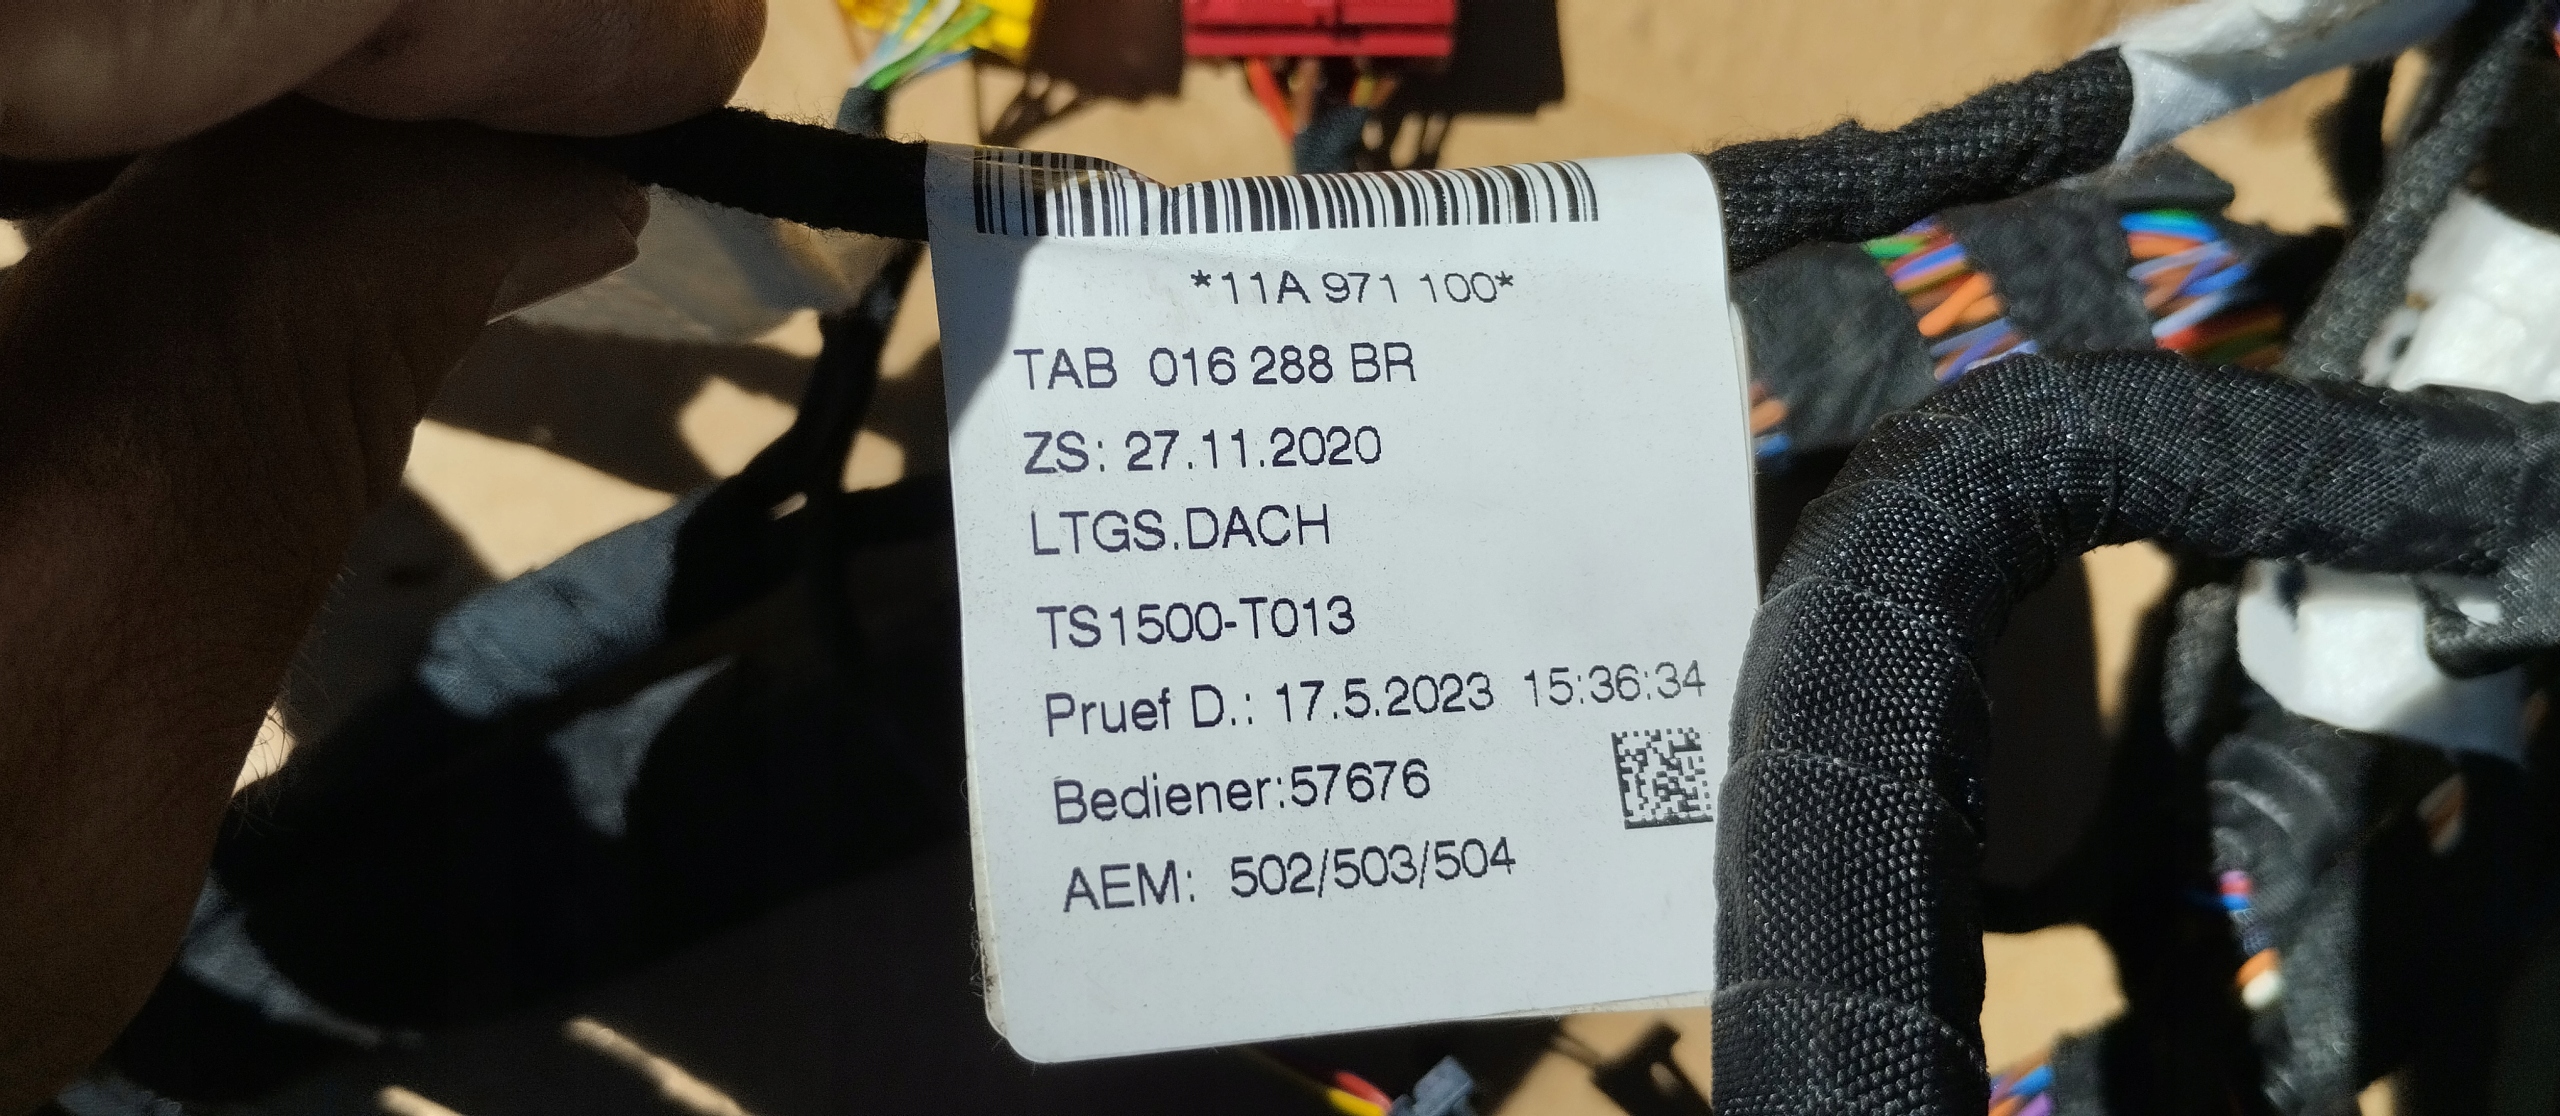 *11A 971 100*
TAB 016 288 BR
ZS: 27.11.2020
LTGS.DACH
TS1500-T013
Pruef D.: 17.5.2023 15:36:34
Bediener:57676
AEM: 502/503/504